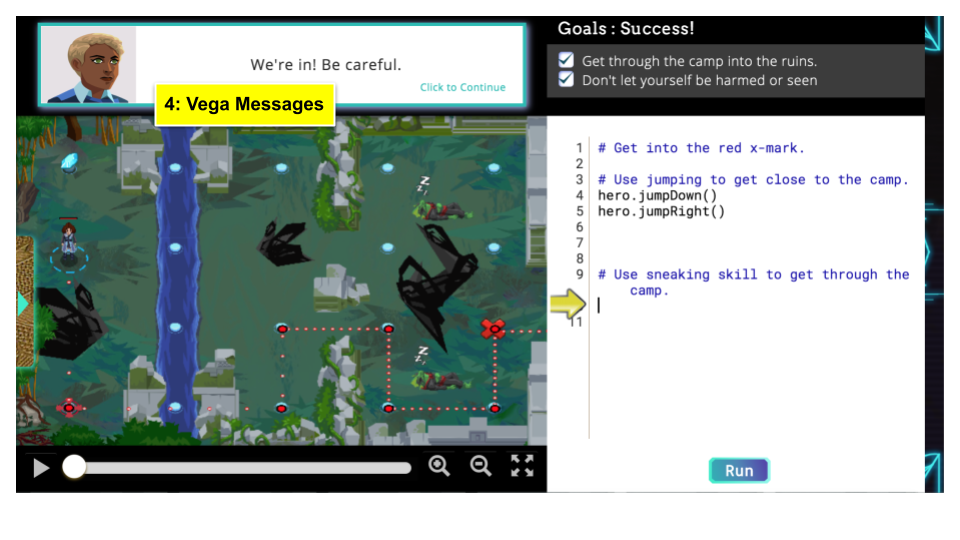 Goals : Success!
Get through the camp into the ruins.
Don't let yourself be harmed or seen
We're in! Be careful.
Click to Continue
4: Vega Messages
z
z
z
z
1 # Get into the red x-mark.
2
3 # Use jumping to get close to the camp.
4 hero.jumpDown()
5 hero.jumpRight()
6
7
8
9 # Use sneaking skill to get through the
camp.
11
Run